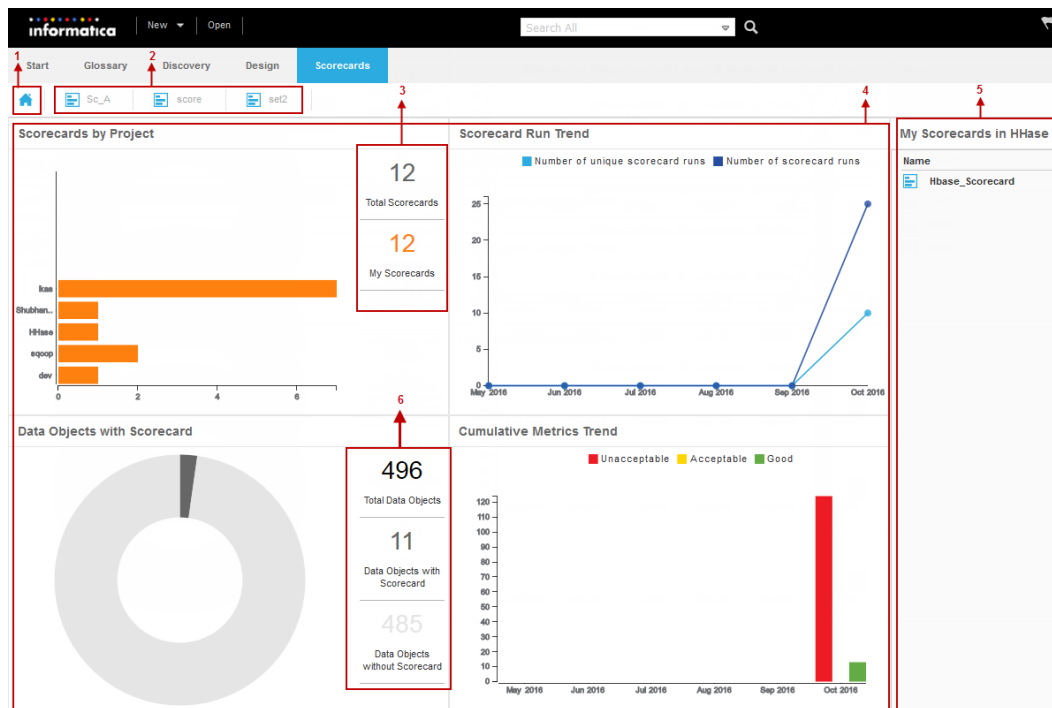 informatica
New
Open
Search All
1
2
Start
Glossary
Discovery
Design
Scorecards
3
4
5
Sc_A
score
set2
Scorecards by Project
Scorecard Run Trend
My Scorecards in HHase
12
Total Scorecards
12
My Scorecards
Number of unique scorecard runs
Number of scorecard runs
Name
Hbase_Scorecard
Ikas
Shubhan...
HHase
sqoop
dev
0 2 4 6
25
20
15
10
5
0
May 2016 Jun 2016 Jul 2016 Aug 2016 Sep 2016 Oct 2016
6
Data Objects with Scorecard
Cumulative Metrics Trend
496
Total Data Objects
11
Data Objects with
Scorecard
485
Data Objects
without Scorecard
Unacceptable
Acceptable
Good
120
110
100
90
80
70
60
50
40
30
20
10
0
May 2016 Jun 2016 Jul 2016 Aug 2016 Sep 2016 Oct 2016